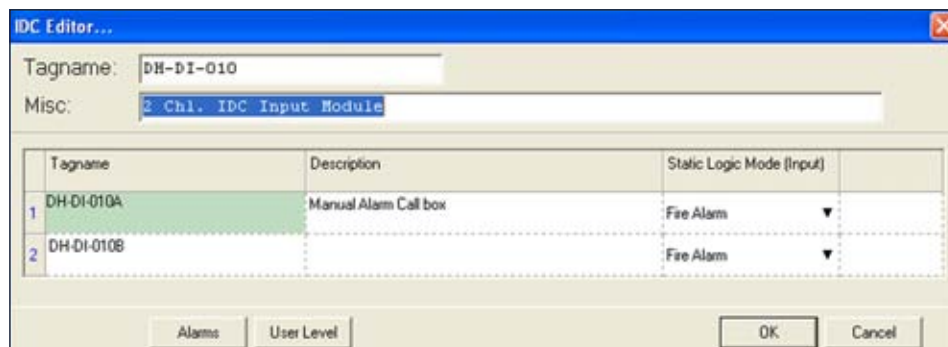 IDC Editor...
Tagname: DH-DI-010
Misc: 2 Chl. IDC Input Module
Tagname Description Static Logic Mode (Input)
1 DH-DI-010A Manual Alarm Call box Fire Alarm
2 DH-DI-010B Fire Alarm
Alarms User Level OK Cancel